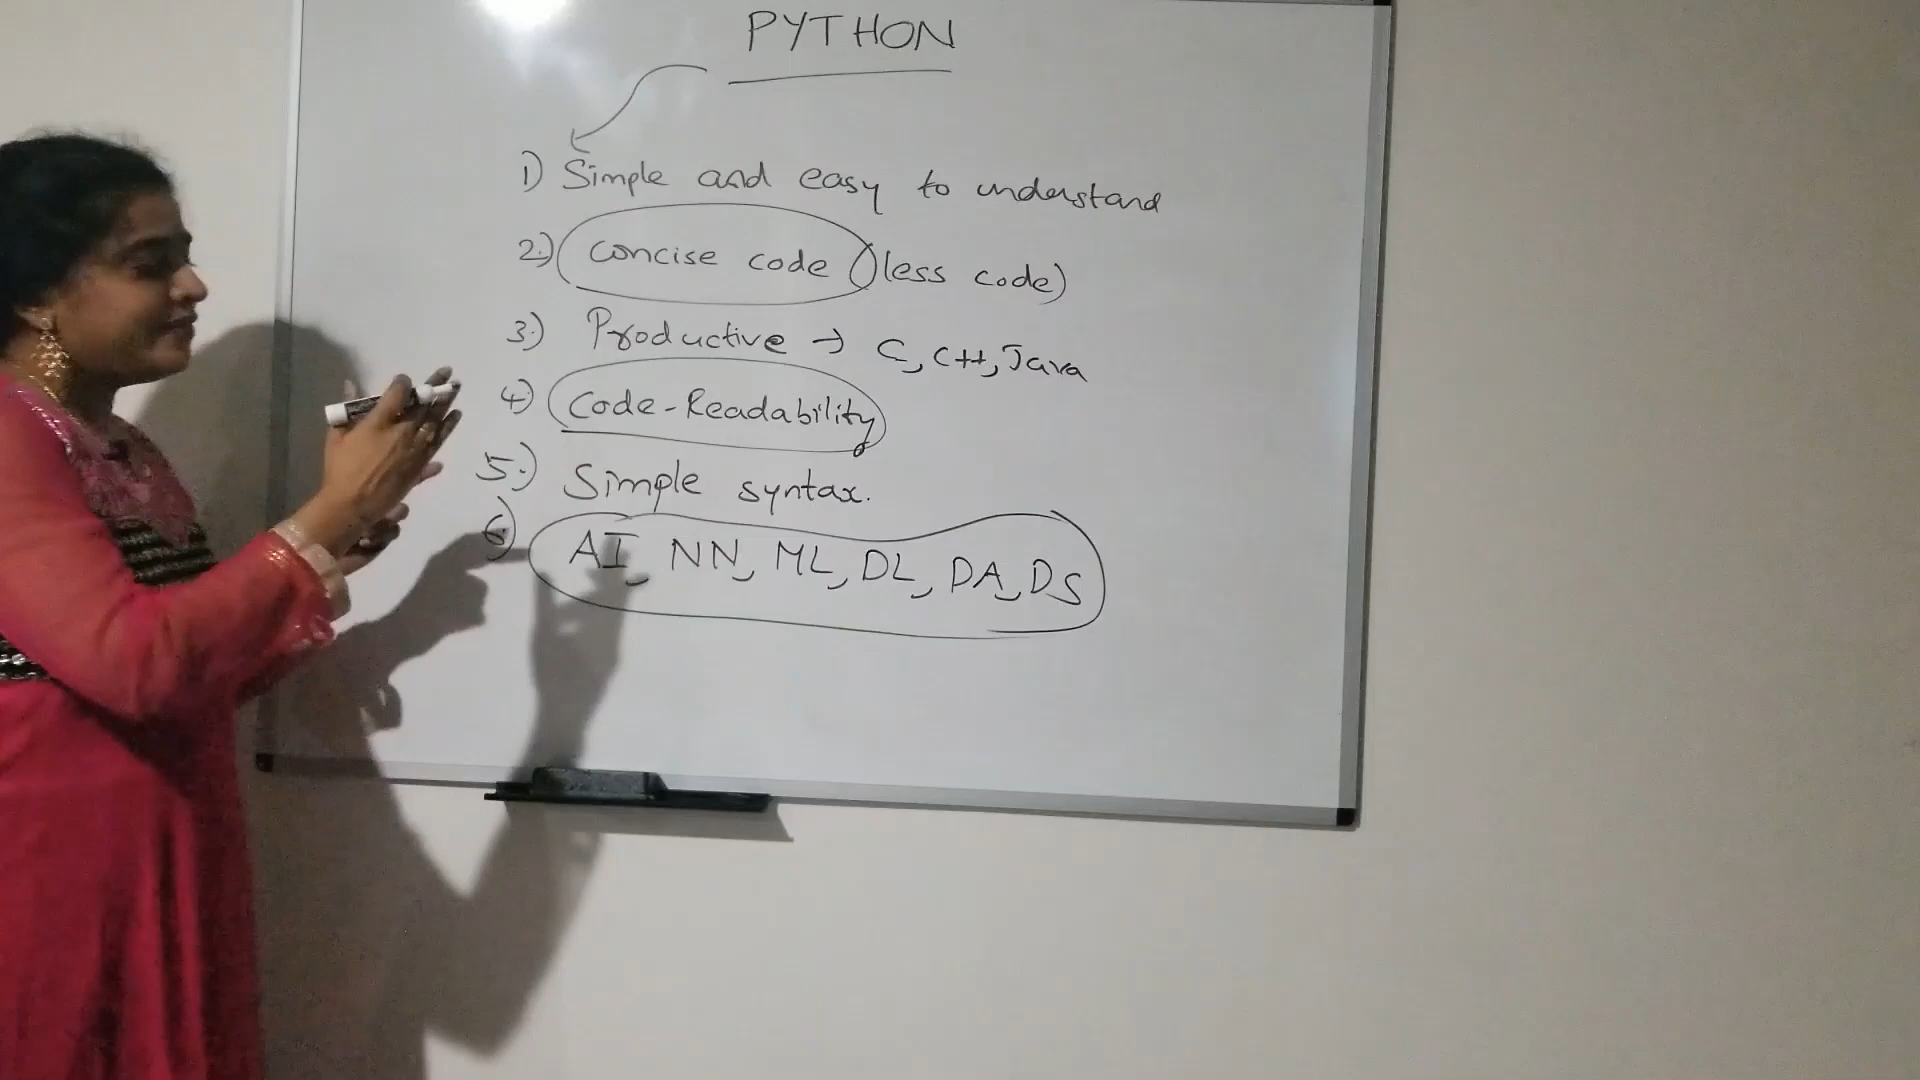 PYTHON
1) Simple and easy to understand
2.) Concise code (less code)
3.) Productive → C, C++, Java
4.) Code-Readability
5.) Simple syntax.
6) AI, NN, ML, DL, DA, DS